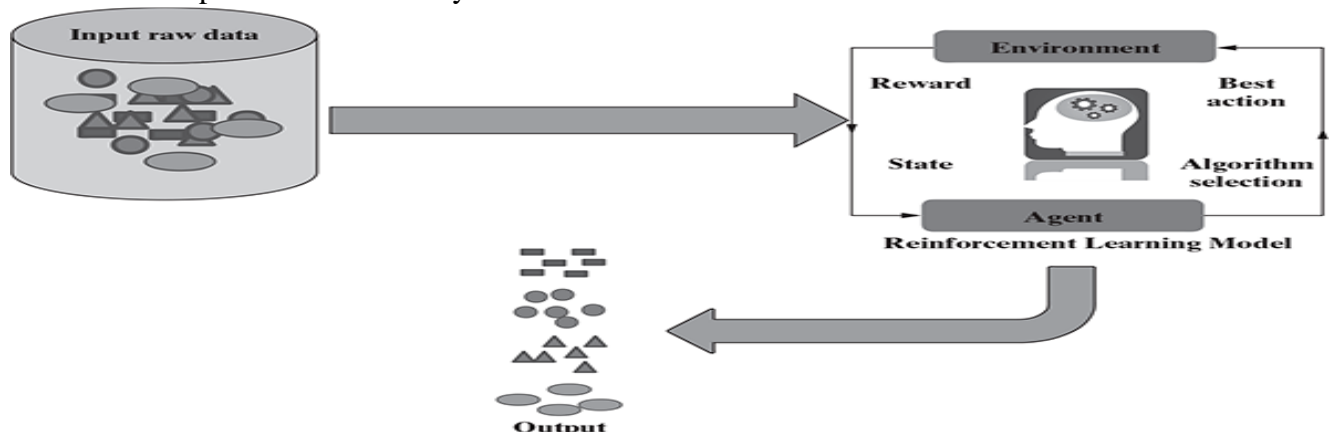 Input raw data
Environment
Reward
Best
action
State
Algorithm
selection
Agent
Reinforcement Learning Model
Output